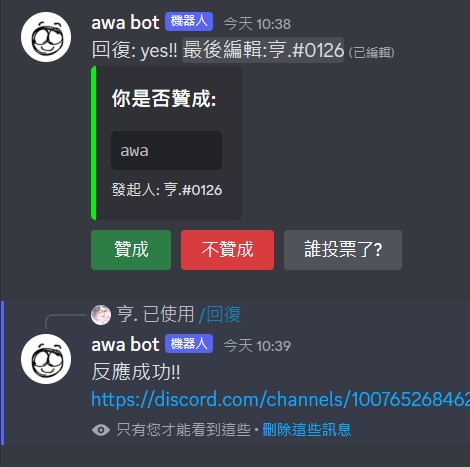 awa bot 機器人 今天 10:38
回復: yes!! 最後編輯:亨.#0126 (已編輯)
你是否贊成:
awa
發起人: 亨.#0126
贊成 不贊成 誰投票了?
亨. 已使用 /回復
awa bot 機器人 今天 10:39
反應成功!!
https://discord.com/channels/100765268462
只有您才能看到這些 • 刪除這些訊息